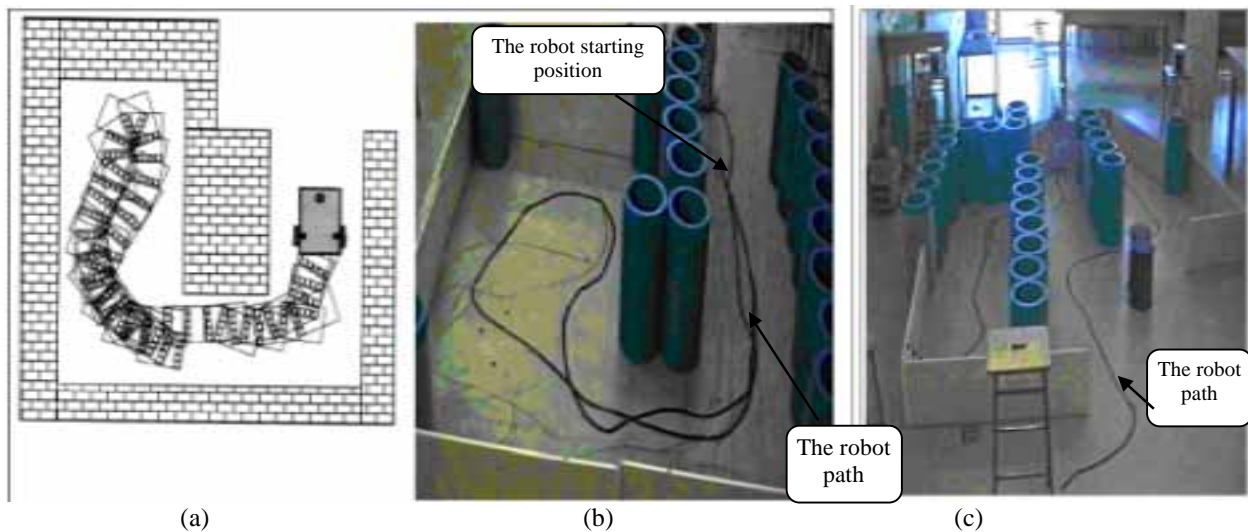 The robot starting
position
The robot
path
The robot
path
(a)
(b)
(c)